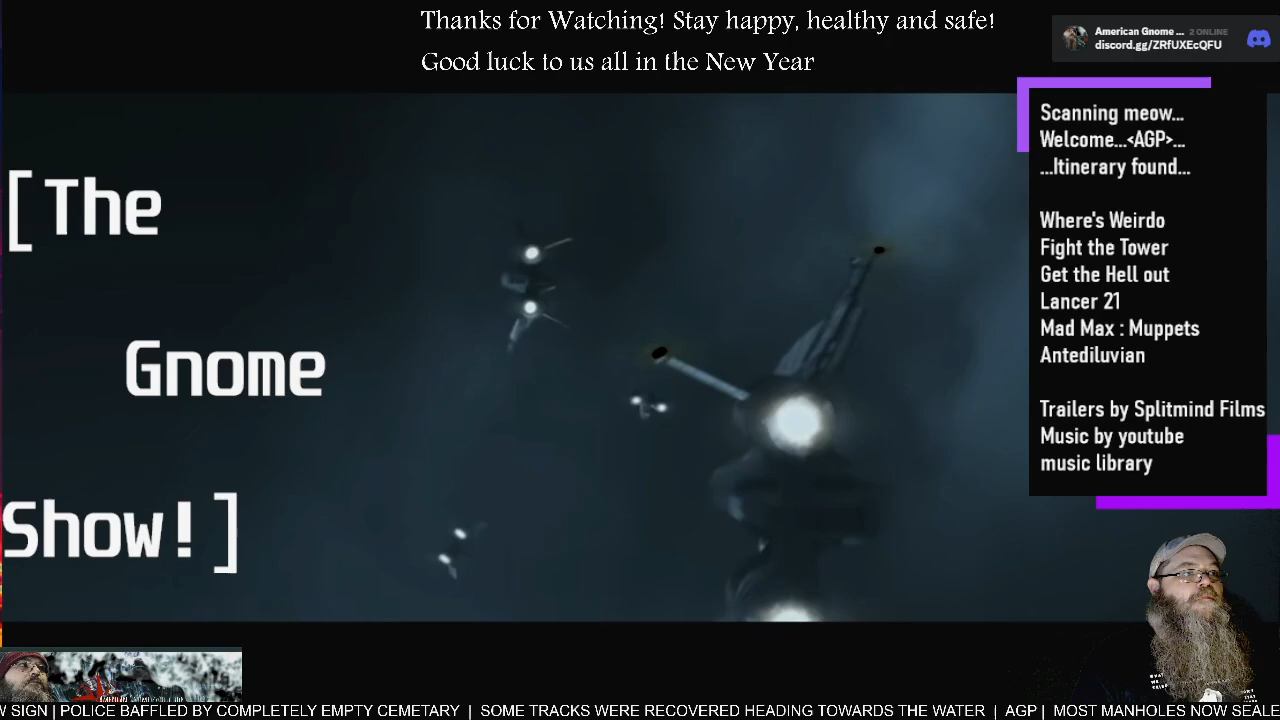 Thanks for Watching! Stay happy, healthy and safe!
Good luck to us all in the New Year
American Gnome ... 2 ONLINE
discord.gg/ZRfUXEcQFU
[The
Gnome
Show!]
Scanning meow...
Welcome...<AGP>...
...Itinerary found...
Where's Weirdo
Fight the Tower
Get the Hell out
Lancer 21
Mad Max : Muppets
Antediluvian
Trailers by Splitmind Films
Music by youtube
music library
W SIGN | POLICE BAFFLED BY COMPLETELY EMPTY CEMETARY | SOME TRACKS WERE RECOVERED HEADING TOWARDS THE WATER | AGP | MOST MANHOLES NOW SEALE